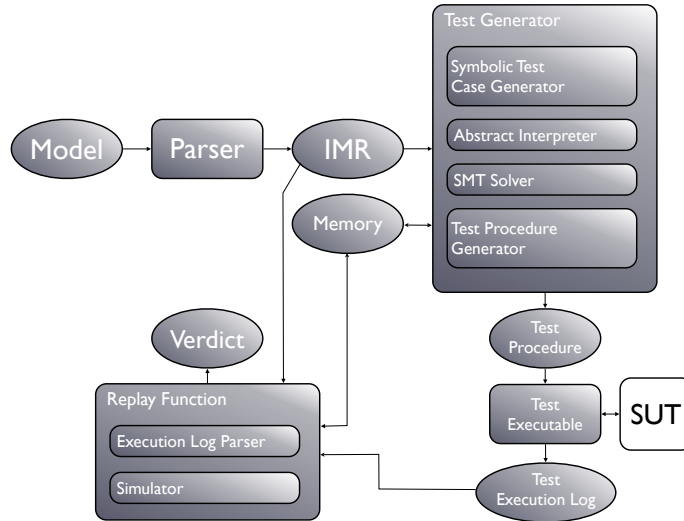 Test Generator
Symbolic Test
Case Generator
Abstract Interpreter
SMT Solver
Test Procedure
Generator
Model
Parser
IMR
Memory
Test
Procedure
Verdict
Replay Function
Execution Log Parser
Simulator
Test
Executable
SUT
Test
Execution Log